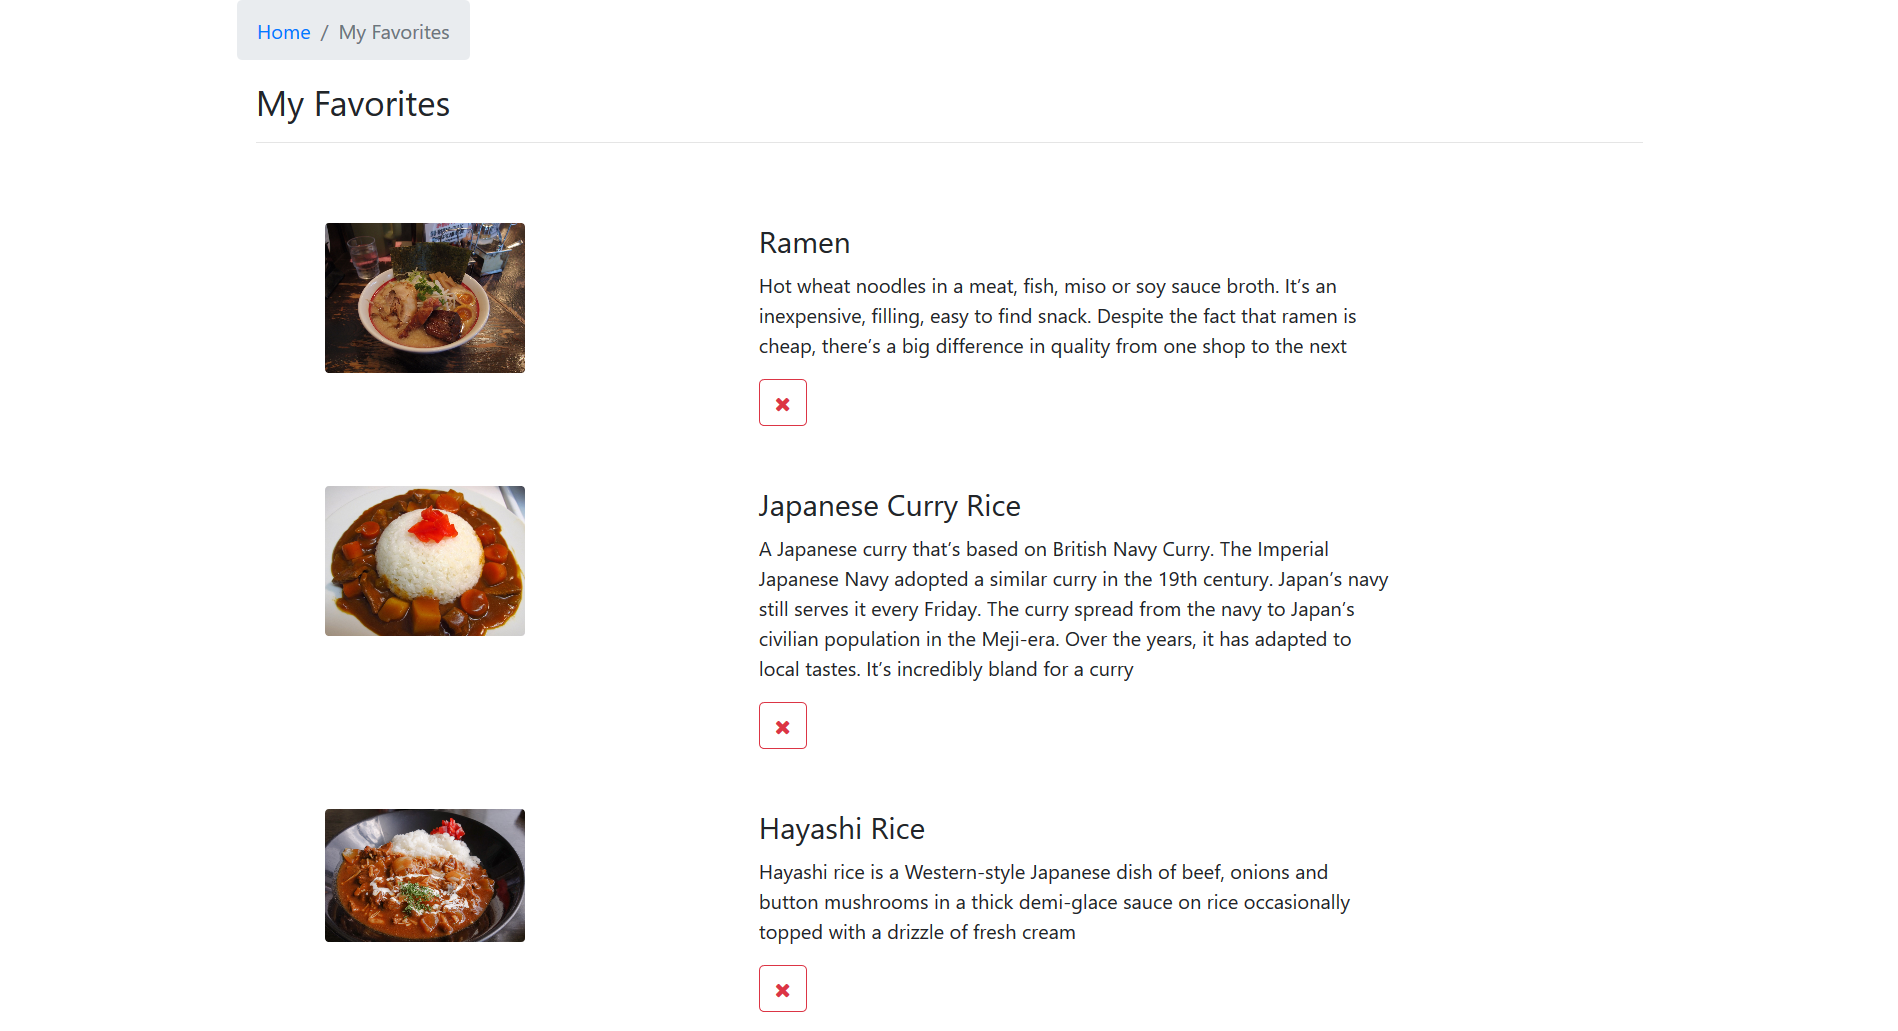 Home / My Favorites
My Favorites
Ramen
Hot wheat noodles in a meat, fish, miso or soy sauce broth. It’s an
inexpensive, filling, easy to find snack. Despite the fact that ramen is
cheap, there’s a big difference in quality from one shop to the next
Japanese Curry Rice
A Japanese curry that’s based on British Navy Curry. The Imperial
Japanese Navy adopted a similar curry in the 19th century. Japan’s navy
still serves it every Friday. The curry spread from the navy to Japan’s
civilian population in the Meji-era. Over the years, it has adapted to
local tastes. It’s incredibly bland for a curry
Hayashi Rice
Hayashi rice is a Western-style Japanese dish of beef, onions and
button mushrooms in a thick demi-glace sauce on rice occasionally
topped with a drizzle of fresh cream